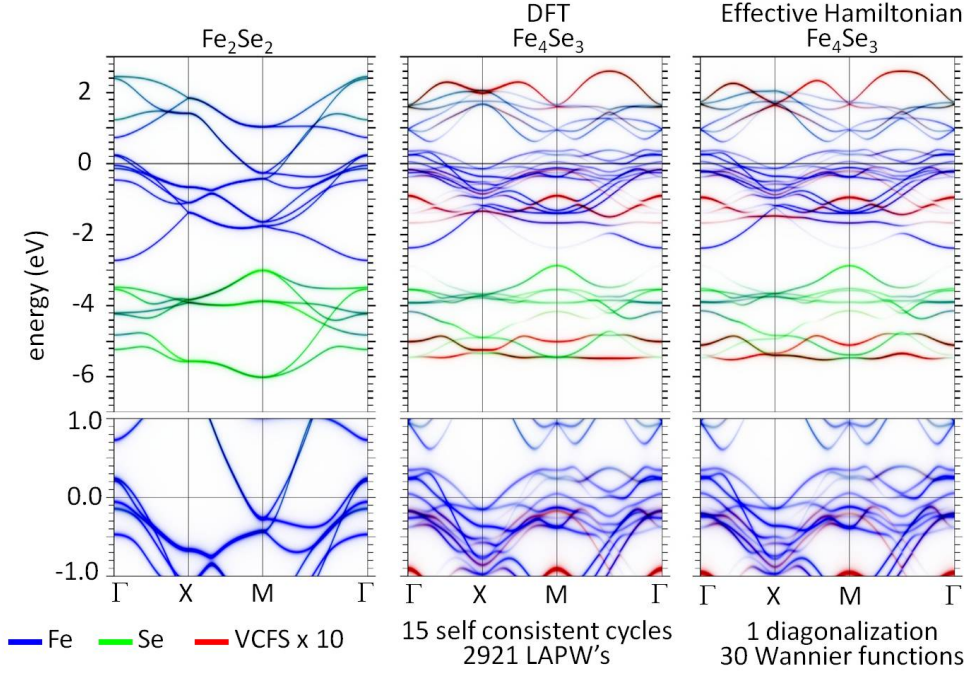 DFT
Effective Hamiltonian
Fe₂Se₂
Fe₄Se₃
Fe₄Se₃
energy (eV)
2
0
-2
-4
-6
1.0
0.0
-1.0
Γ X M Γ
Γ X M Γ
Γ X M Γ
Fe
Se
VCFS x 10
15 self consistent cycles
2921 LAPW's
1 diagonalization
30 Wannier functions